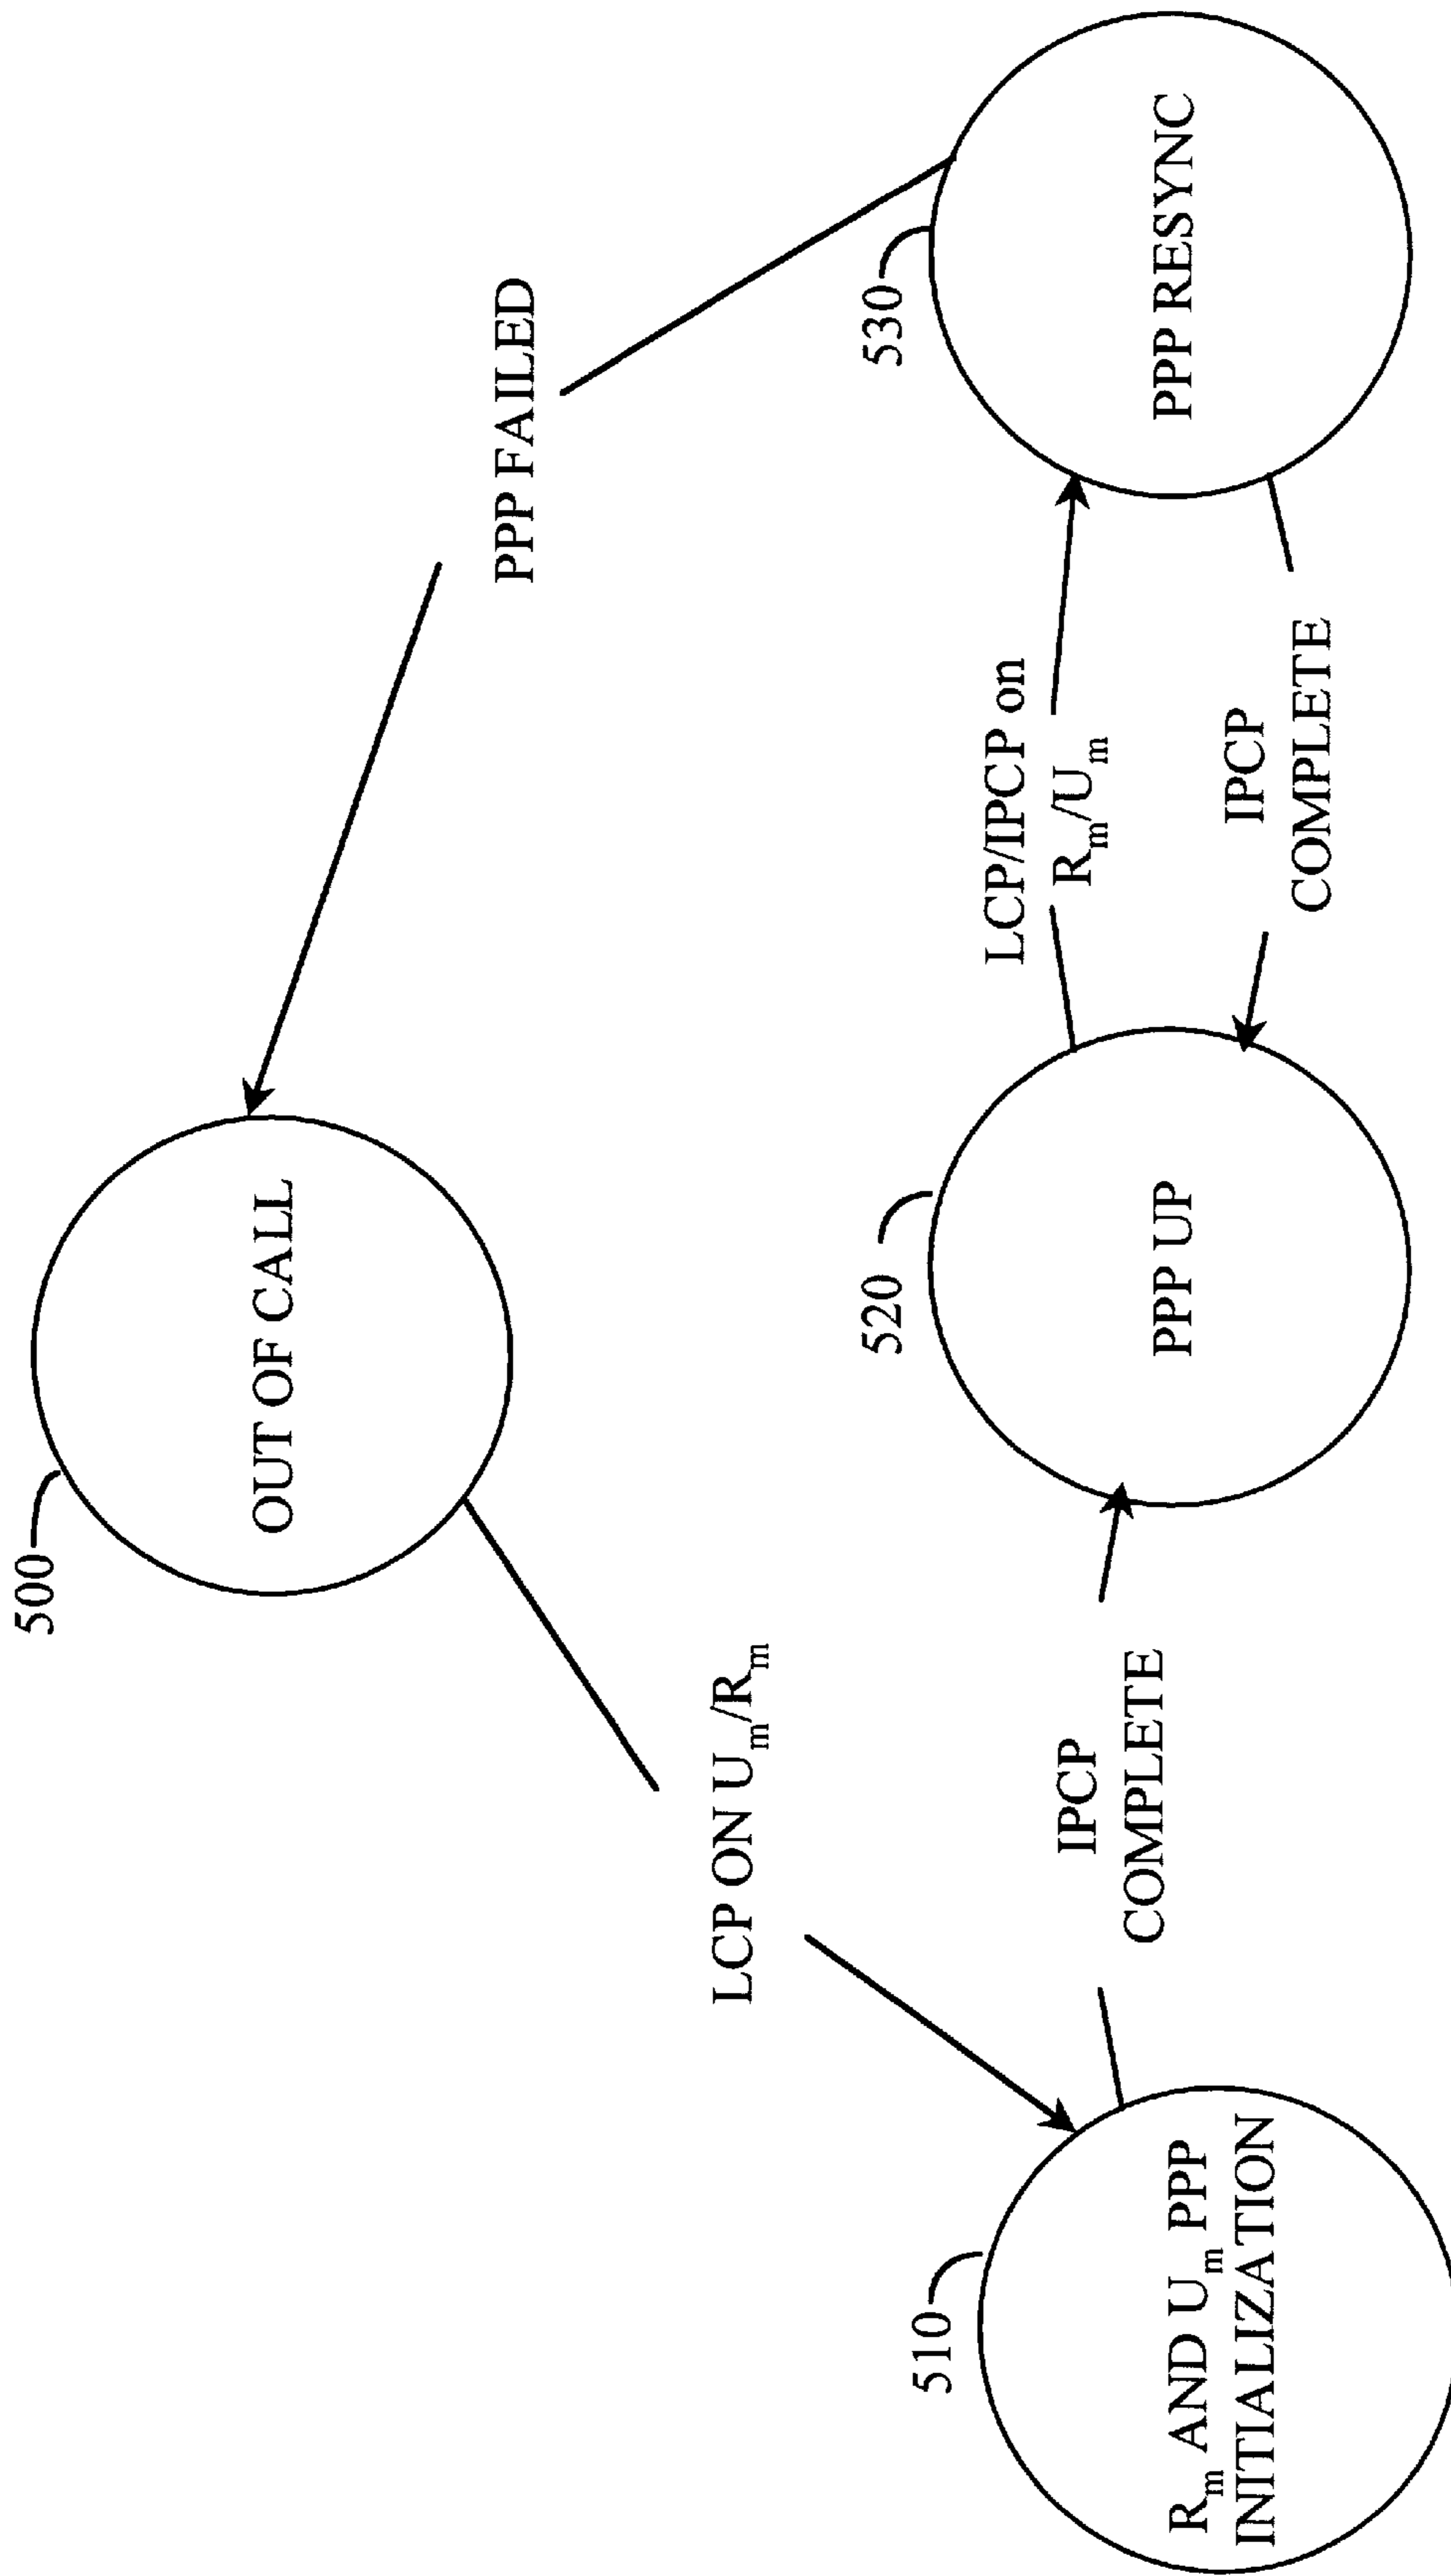 500
OUT OF CALL
PPP FAILED
LCP ON Uₘ/Rₘ
510
Rₘ AND Uₘ PPP
INITIALIZATION
IPCP
COMPLETE
520
PPP UP
LCP/IPCP on
Rₘ/Uₘ
IPCP
COMPLETE
530
PPP RESYNC